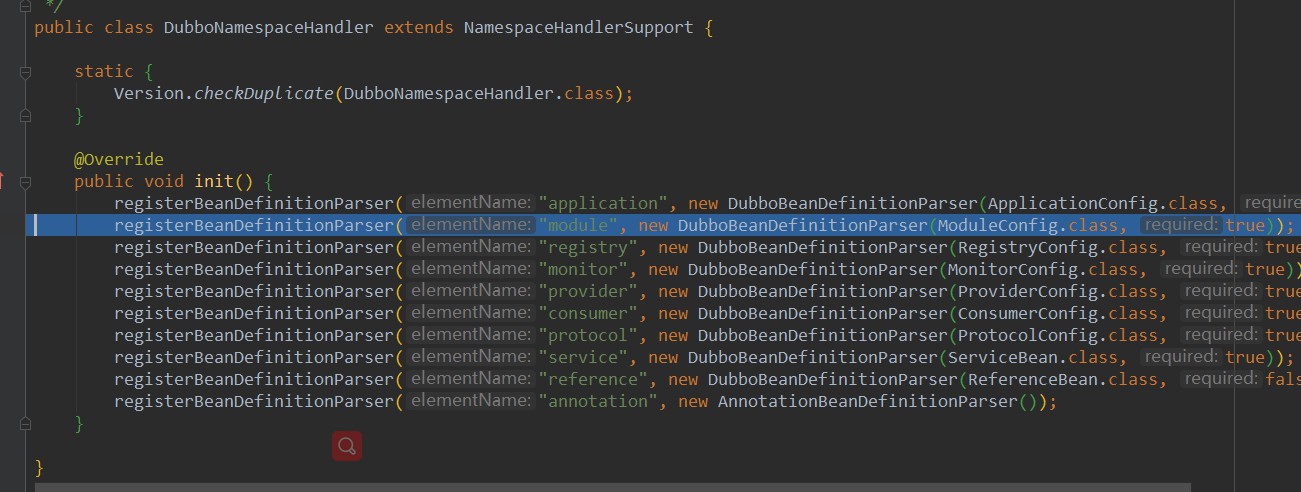 */
public class DubboNamespaceHandler extends NamespaceHandlerSupport {
static {
Version.checkDuplicate(DubboNamespaceHandler.class);
}
@Override
public void init() {
registerBeanDefinitionParser( elementName: "application", new DubboBeanDefinitionParser(ApplicationConfig.class, require
registerBeanDefinitionParser( elementName: "module", new DubboBeanDefinitionParser(ModuleConfig.class, required: true));
registerBeanDefinitionParser( elementName: "registry", new DubboBeanDefinitionParser(RegistryConfig.class, required: true
registerBeanDefinitionParser( elementName: "monitor", new DubboBeanDefinitionParser(MonitorConfig.class, required: true))
registerBeanDefinitionParser( elementName: "provider", new DubboBeanDefinitionParser(ProviderConfig.class, required: true
registerBeanDefinitionParser( elementName: "consumer", new DubboBeanDefinitionParser(ConsumerConfig.class, required: true
registerBeanDefinitionParser( elementName: "protocol", new DubboBeanDefinitionParser(ProtocolConfig.class, required: true
registerBeanDefinitionParser( elementName: "service", new DubboBeanDefinitionParser(ServiceBean.class, required: true));
registerBeanDefinitionParser( elementName: "reference", new DubboBeanDefinitionParser(ReferenceBean.class, required: fals
registerBeanDefinitionParser( elementName: "annotation", new AnnotationBeanDefinitionParser());
}
}